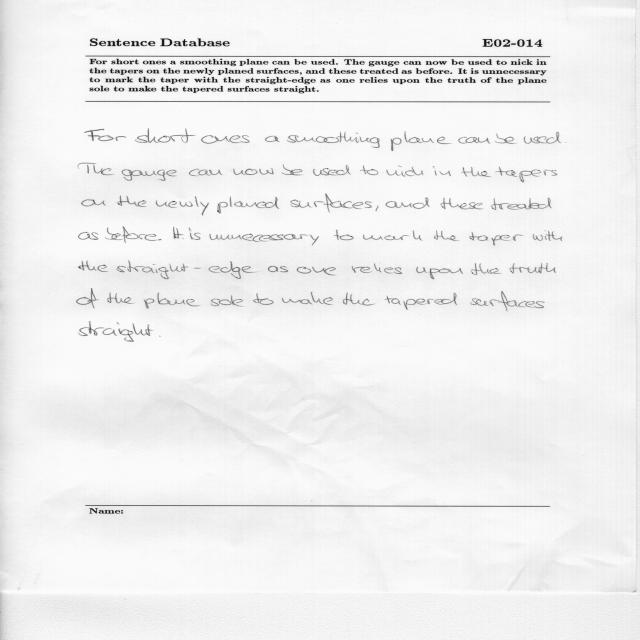 Sentence Database E02-014
For short ones a smoothing plane can be used. The gauge can now be used to nick in
the tapers on the newly planed surfaces, and these treated as before. It is unnecessary
to mark the taper with the straight-edge as one relies upon the truth of the plane
sole to make the tapered surfaces straight.
For short ones a smoothing plane can be used.
The gauge can now be used to nick in the tapers
on the newly planed surfaces, and these treated
as before. It is unnecessary to mark the taper with
the straight-edge as one relies upon the truth
of the plane sole to make the tapered surfaces
straight.
Name: